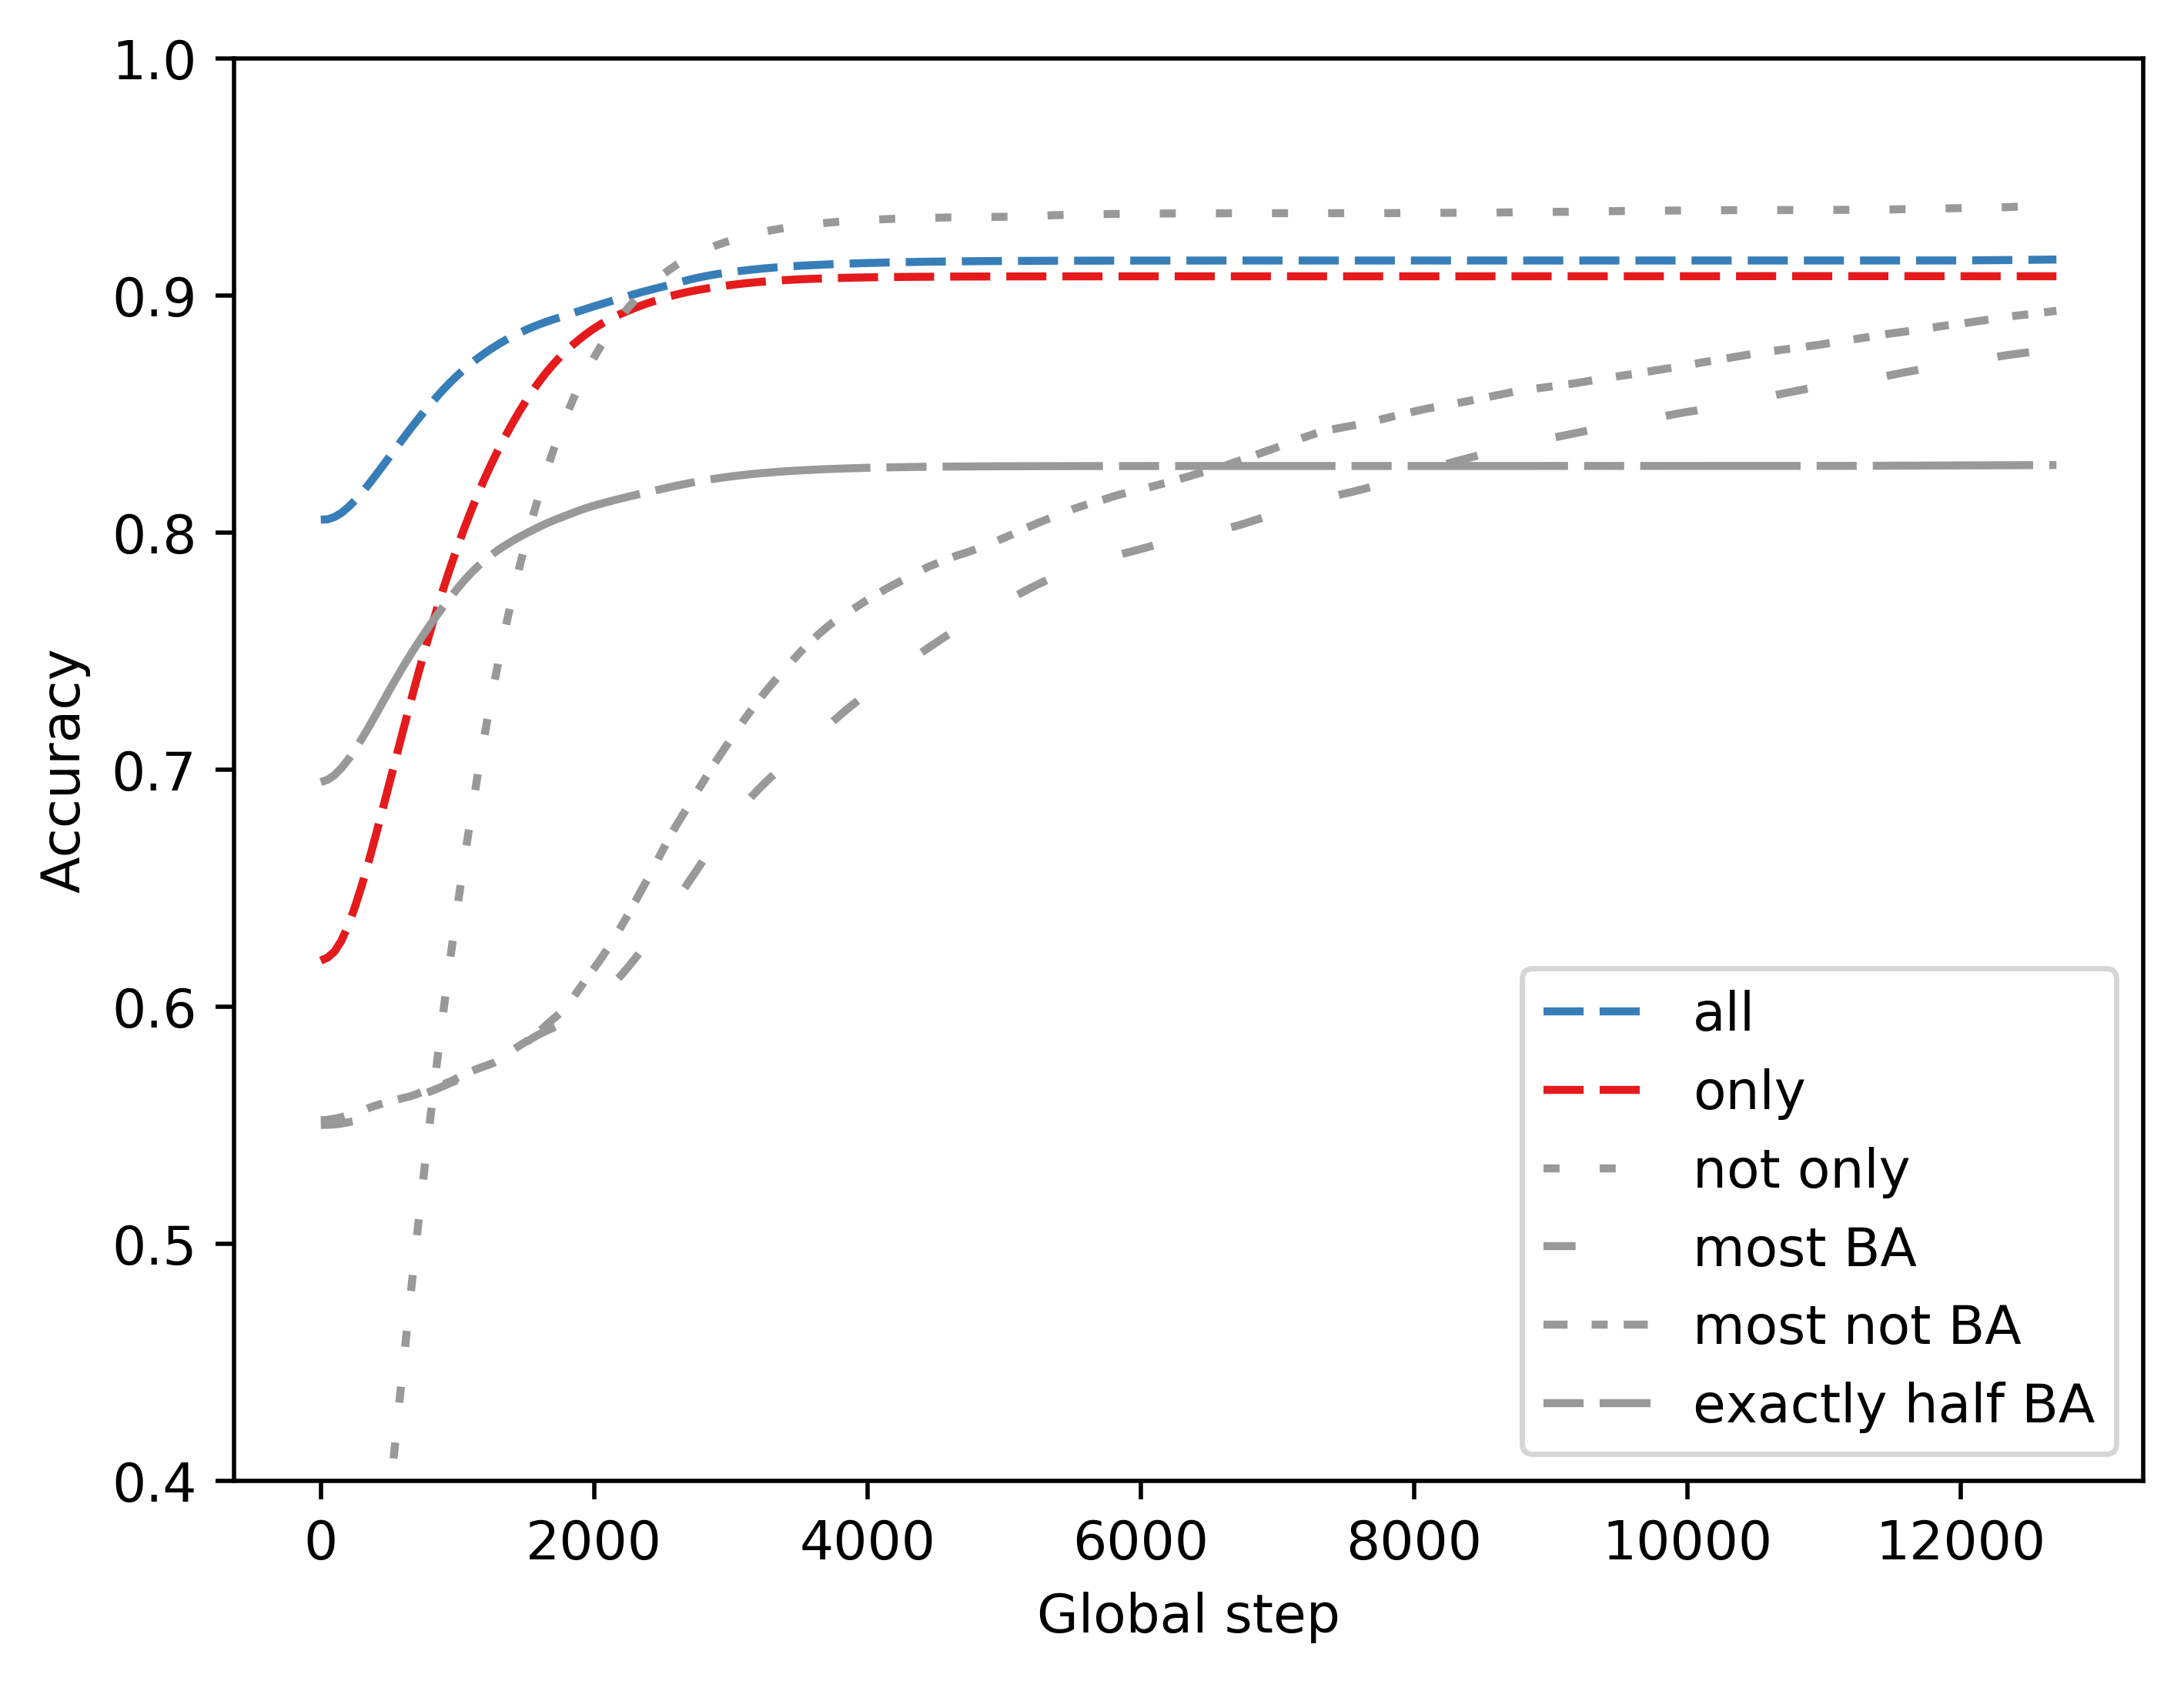 1.0
0.9
0.8
0.7
0.6
0.5
0.4
Accuracy
all
only
not only
most BA
most not BA
exactly half BA
0 2000 4000 6000 8000 10000 12000
Global step